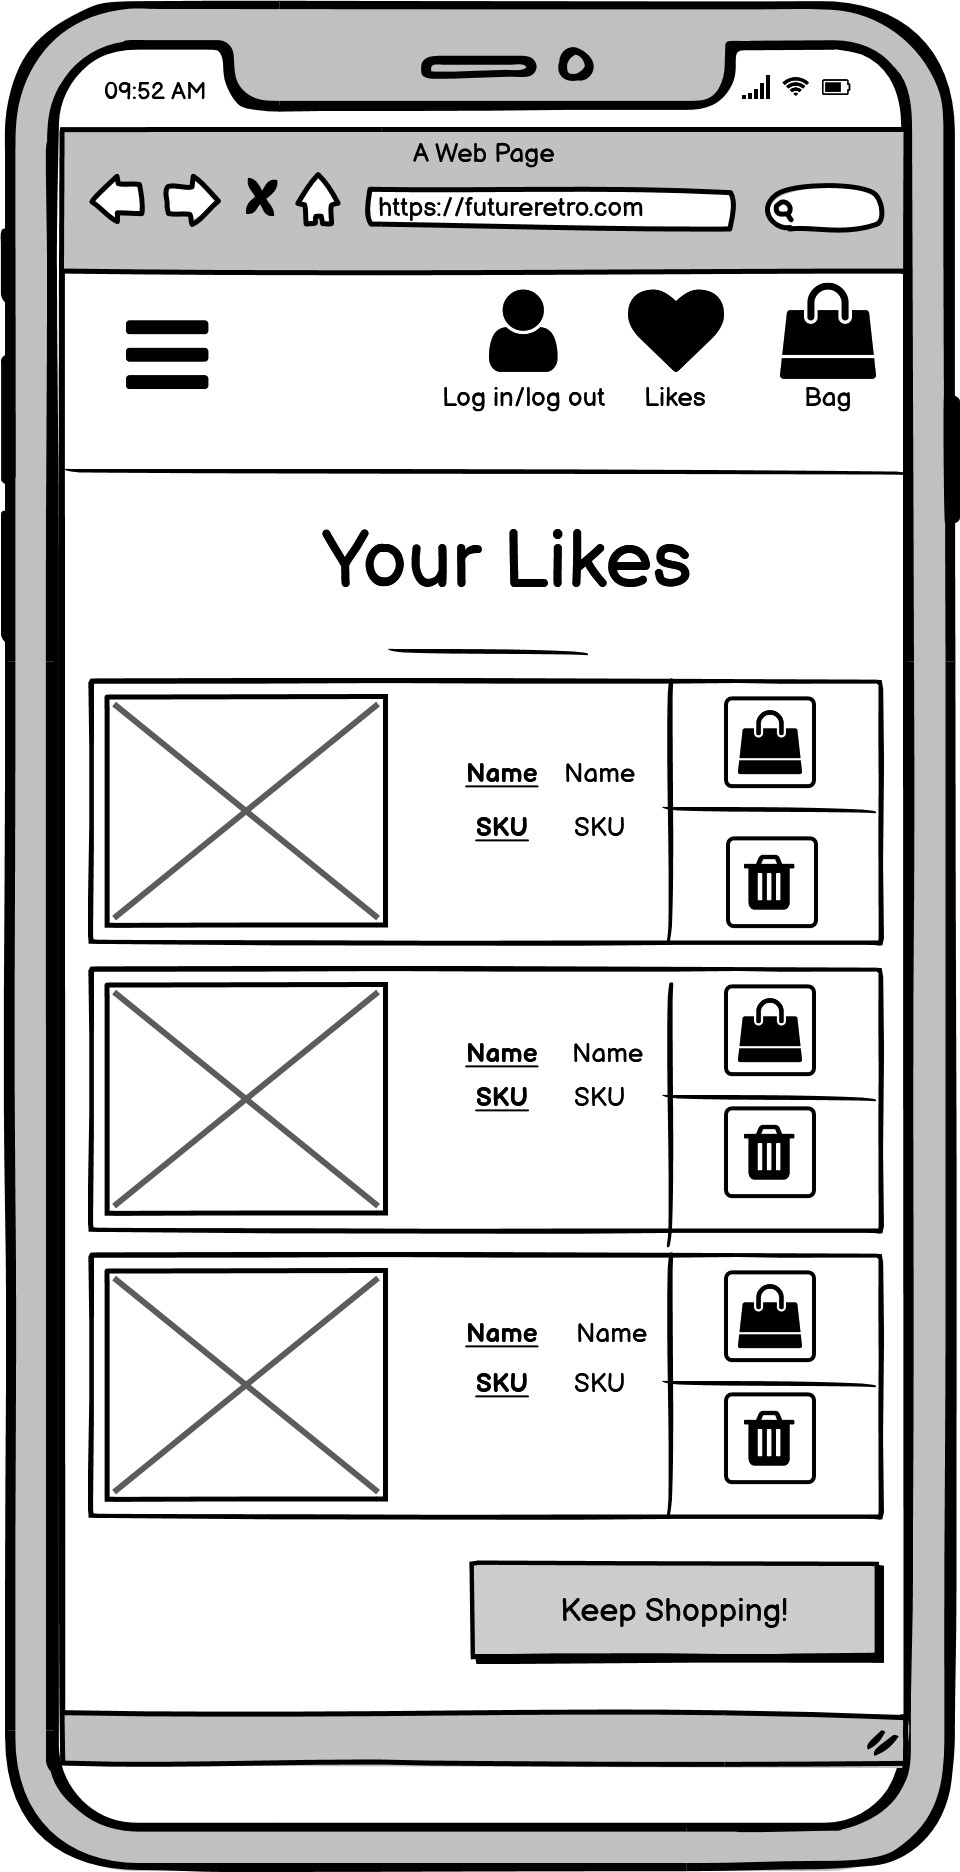 09:52 AM
A Web Page
https://futureretro.com
Log in/log out Likes Bag
Your Likes
Name Name
SKU SKU
Name Name
SKU SKU
Name Name
SKU SKU
Keep Shopping!